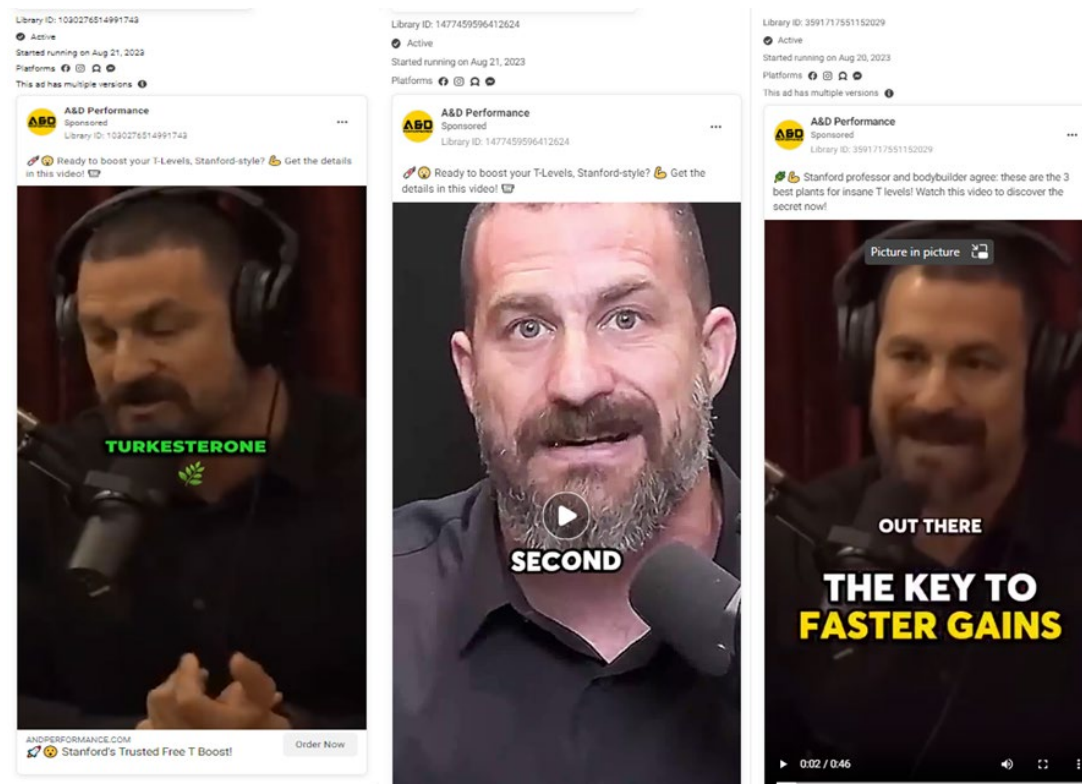 Library ID: 1030276514991743
Active
Started running on Aug 21, 2023
Platforms
This ad has multiple versions
A&D Performance
Sponsored
Library ID: 1030276514991743
Ready to boost your T-Levels, Stanford-style? Get the details
in this video!
TURKESTERONE
ANDPERFORMANCE.COM
Stanford's Trusted Free T Boost!
Order Now
Library ID: 1477459596412624
Active
Started running on Aug 21, 2023
Platforms
A&D Performance
Sponsored
Library ID: 1477459596412624
Ready to boost your T-Levels, Stanford-style? Get the
details in this video!
SECOND
Library ID: 3591717551152029
Active
Started running on Aug 20, 2023
Platforms
This ad has multiple versions
A&D Performance
Sponsored
Library ID: 3591717551152029
Stanford professor and bodybuilder agree: these are the 3
best plants for insane T levels! Watch this video to discover the
secret now!
Picture in picture
OUT THERE
THE KEY TO
FASTER GAINS
0:02 / 0:46